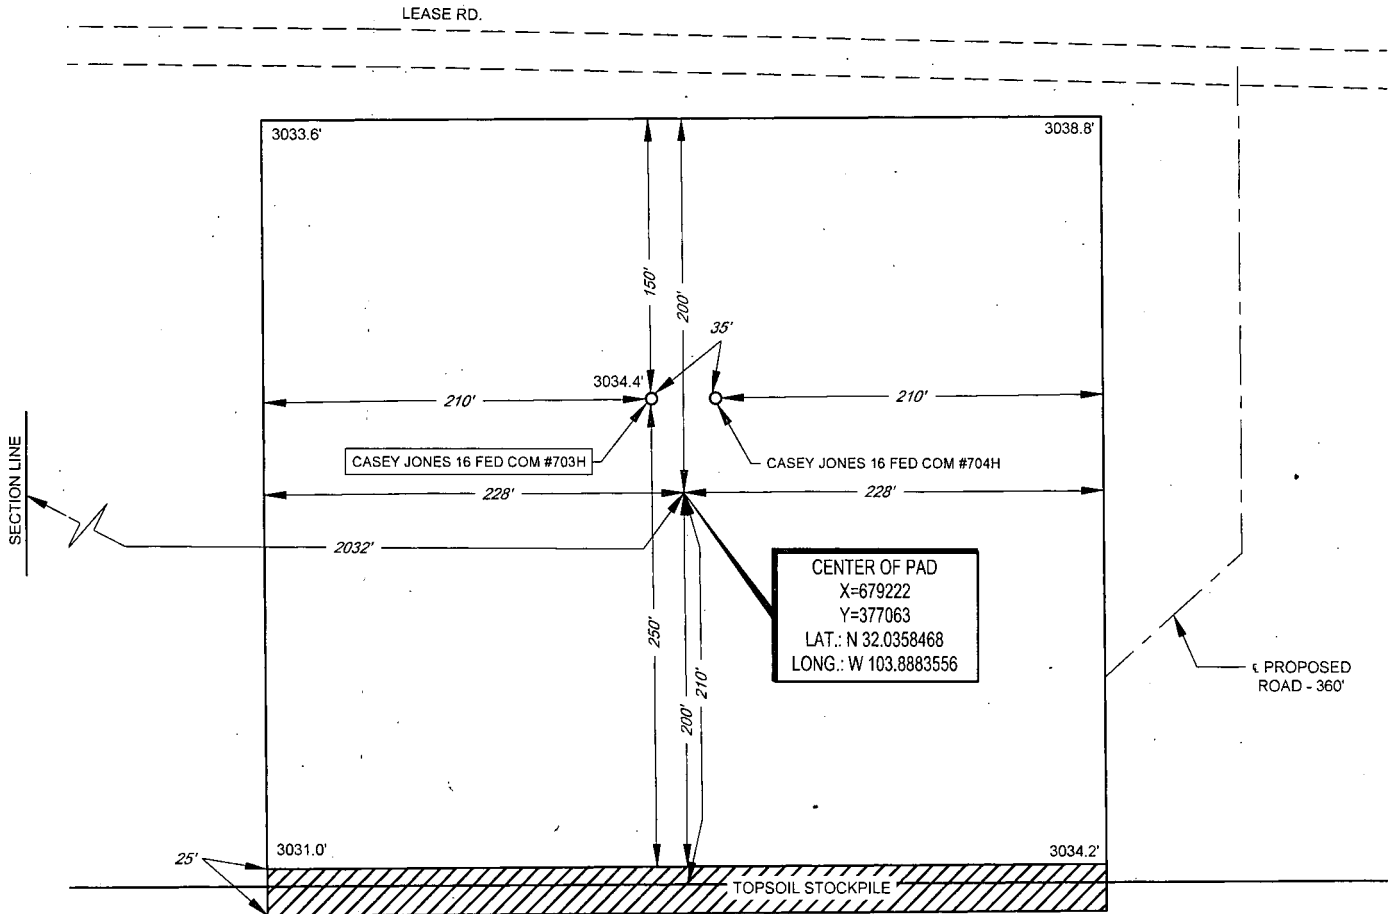 LEASE RD.
3033.6'
3038.8'
150'
200'
35'
3034.4'
210'
210'
CASEY JONES 16 FED COM #703H
CASEY JONES 16 FED COM #704H
SECTION LINE
228'
228'
2032'
CENTER OF PAD
X=679222
Y=377063
LAT.: N 32.0358468
LONG.: W 103.8883556
250'
210'
200'
℄ PROPOSED
ROAD - 360'
25'
3031.0'
3034.2'
TOPSOIL STOCKPILE